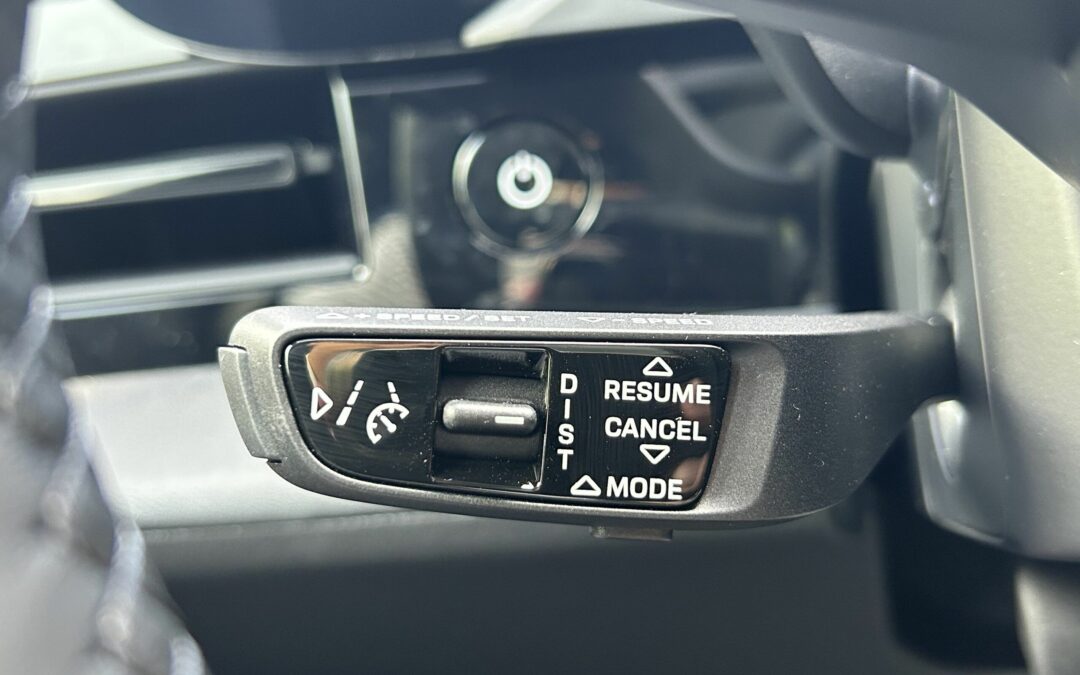 + SPEED / SET - SPEED
DIST
RESUME
CANCEL
MODE